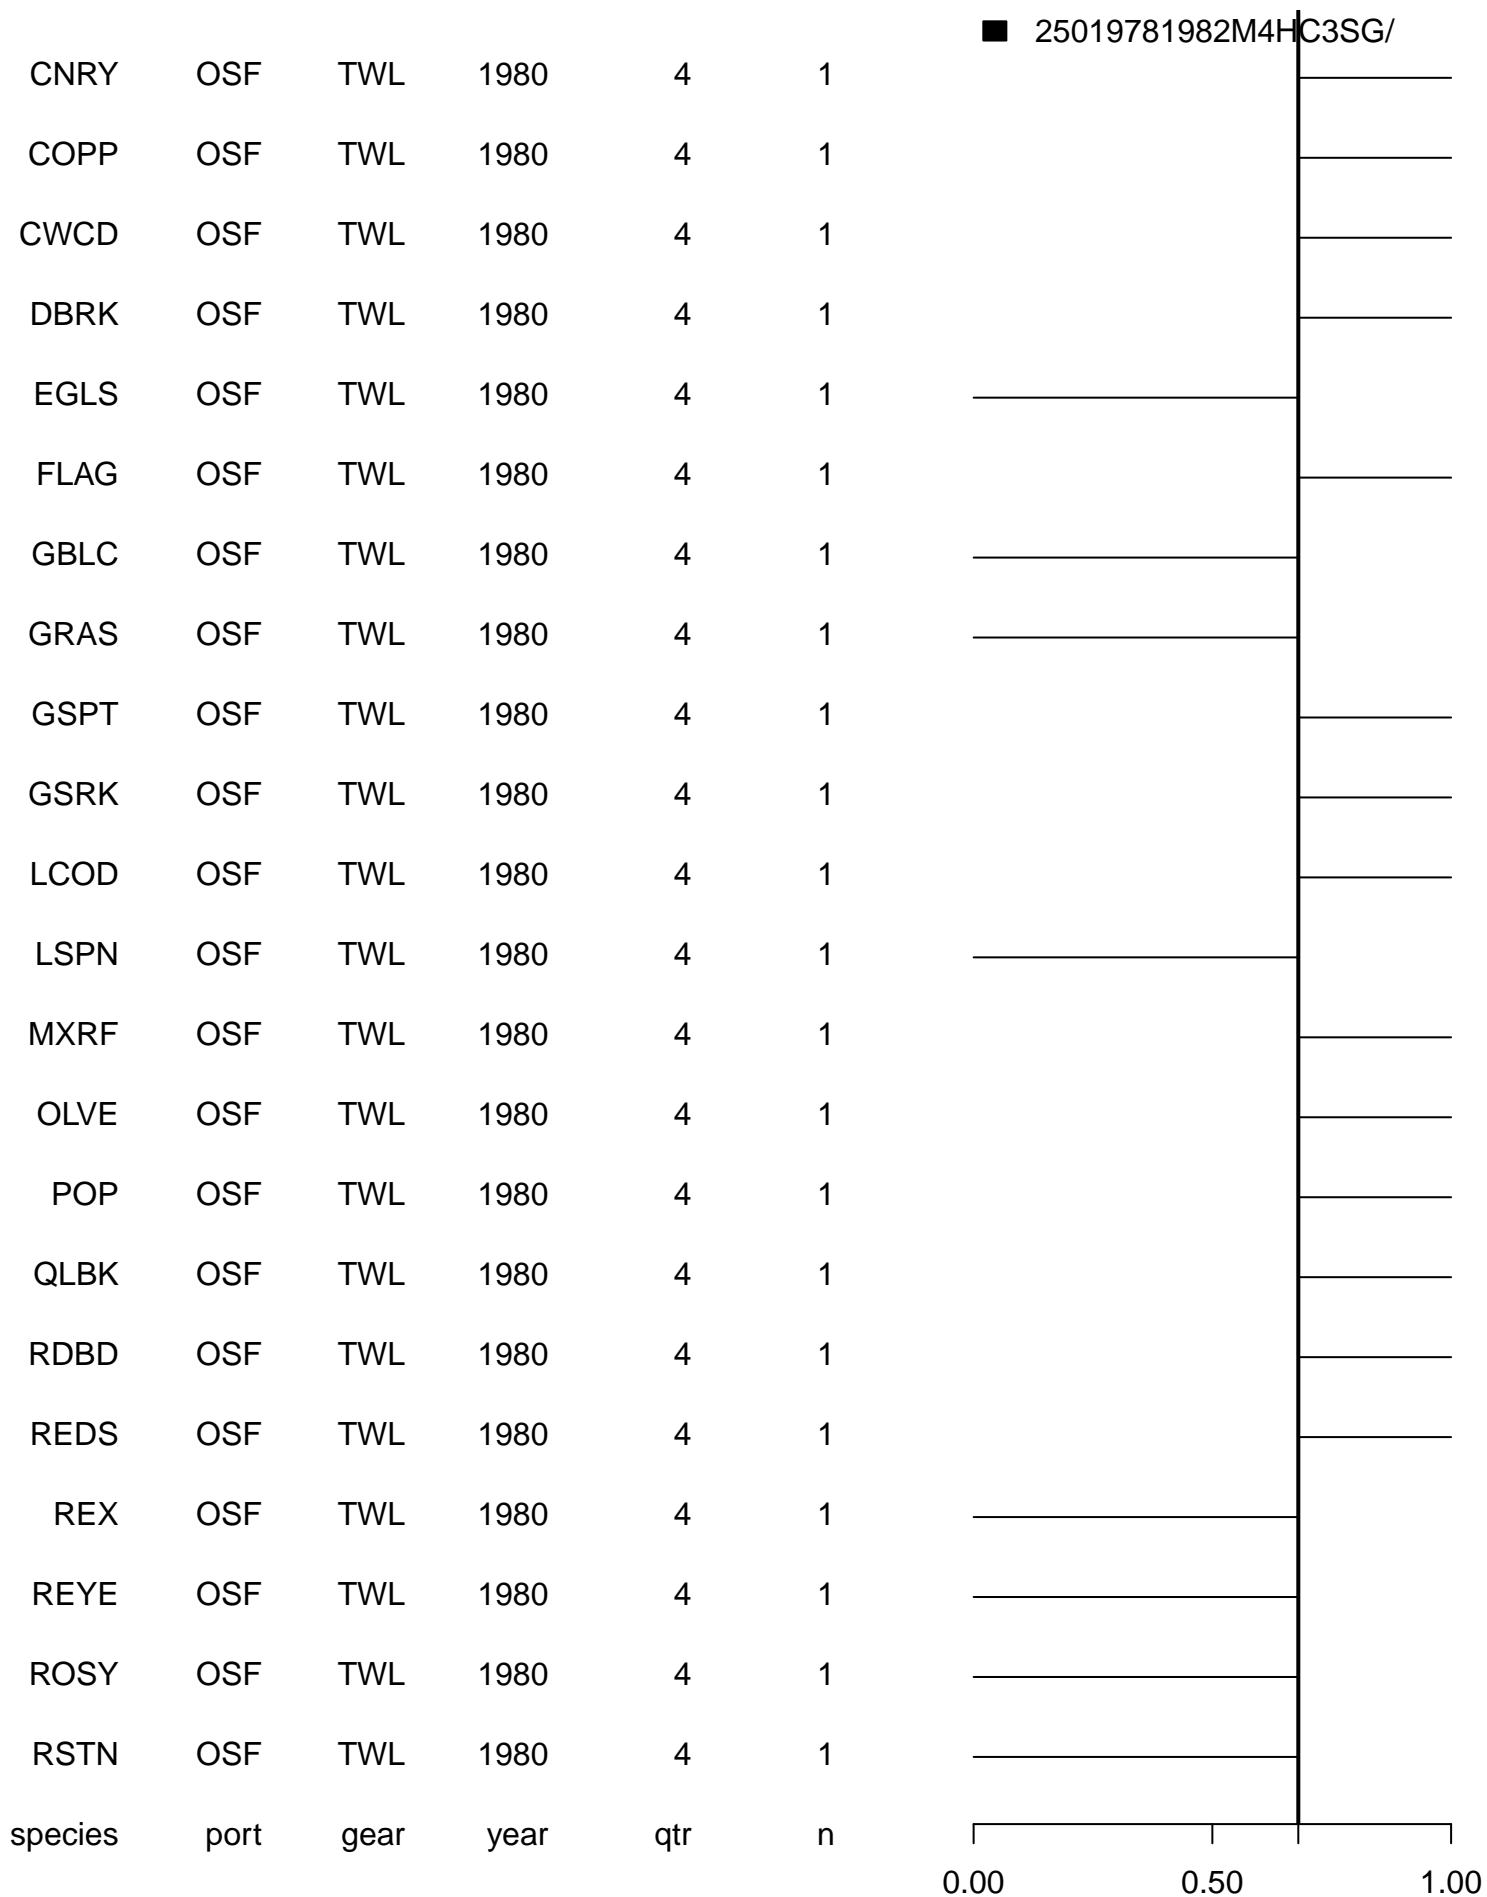 25019781982M4HC3SG/
CNRY OSF TWL 1980 4 1
COPP OSF TWL 1980 4 1
CWCD OSF TWL 1980 4 1
DBRK OSF TWL 1980 4 1
EGLS OSF TWL 1980 4 1
FLAG OSF TWL 1980 4 1
GBLC OSF TWL 1980 4 1
GRAS OSF TWL 1980 4 1
GSPT OSF TWL 1980 4 1
GSRK OSF TWL 1980 4 1
LCOD OSF TWL 1980 4 1
LSPN OSF TWL 1980 4 1
MXRF OSF TWL 1980 4 1
OLVE OSF TWL 1980 4 1
POP OSF TWL 1980 4 1
QLBK OSF TWL 1980 4 1
RDBD OSF TWL 1980 4 1
REDS OSF TWL 1980 4 1
REX OSF TWL 1980 4 1
REYE OSF TWL 1980 4 1
ROSY OSF TWL 1980 4 1
RSTN OSF TWL 1980 4 1
species port gear year qtr n
0.00 0.50 1.00